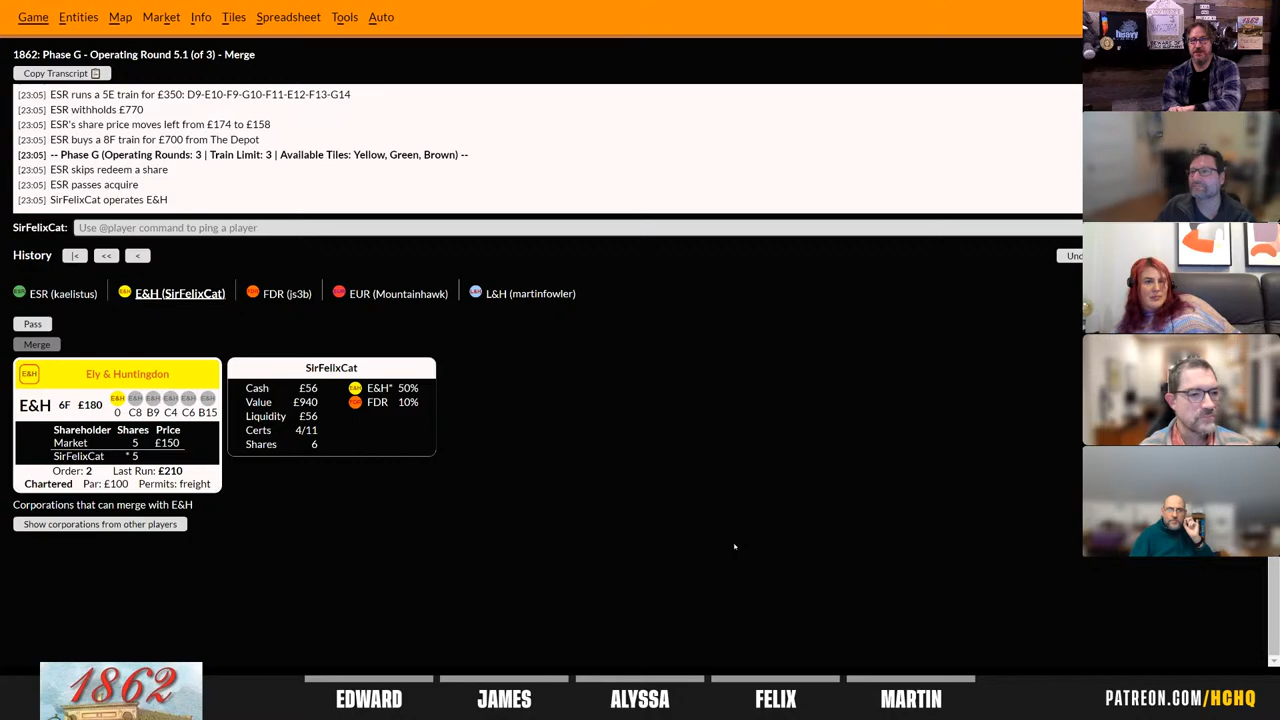 Game Entities Map Market Info Tiles Spreadsheet Tools Auto
1862: Phase G - Operating Round 5.1 (of 3) - Merge
Copy Transcript
[23:05] ESR runs a 5E train for £350: D9-E10-F9-G10-F11-E12-F13-G14
[23:05] ESR withholds £770
[23:05] ESR's share price moves left from £174 to £158
[23:05] ESR buys a 8F train for £700 from The Depot
[23:05] -- Phase G (Operating Rounds: 3 | Train Limit: 3 | Available Tiles: Yellow, Green, Brown) --
[23:05] ESR skips redeem a share
[23:05] ESR passes acquire
[23:05] SirFelixCat operates E&H
SirFelixCat: Use @player command to ping a player
History |< << < Und
ESR (kaelistus) E&H (SirFelixCat) FDR (js3b) EUR (Mountainhawk) L&H (martinfowler)
Pass
Merge
E&H Ely & Huntingdon
E&H 6F £180 E&H E&H E&H E&H E&H E&H
0 C8 B9 C4 C6 B15
Shareholder Shares Price
Market 5 £150
SirFelixCat * 5
Order: 2 Last Run: £210
Chartered Par: £100 Permits: freight
SirFelixCat
Cash £56 E&H* 50%
Value £940 FDR 10%
Liquidity £56
Certs 4/11
Shares 6
Corporations that can merge with E&H
Show corporations from other players
1862
EDWARD JAMES ALYSSA FELIX MARTIN
PATREON.COM/HCHQ